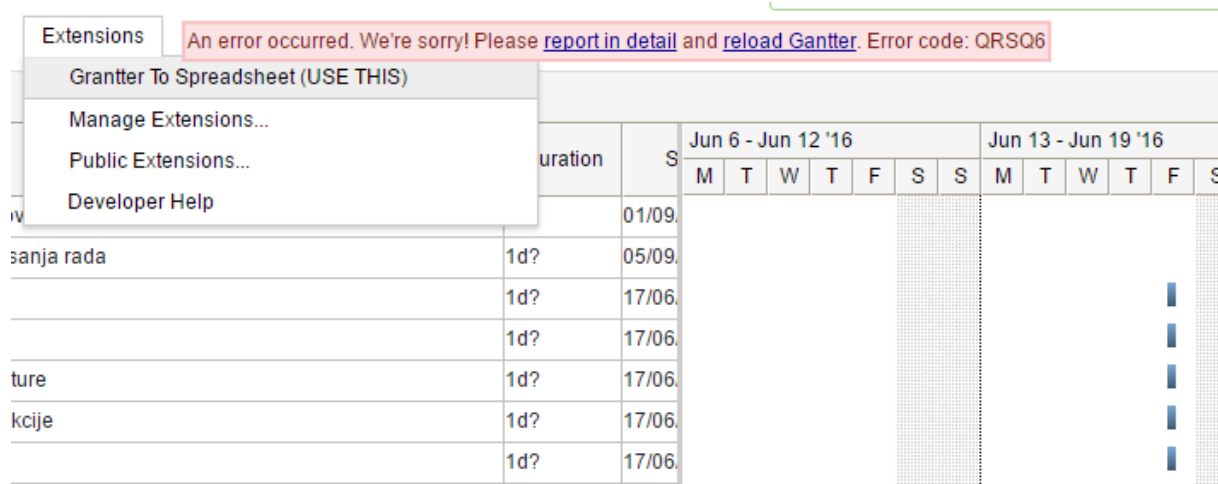 Extensions
An error occurred. We're sorry! Please report in detail and reload Gantter. Error code: QRSQ6
Grantter To Spreadsheet (USE THIS)
Manage Extensions...
Public Extensions...
Developer Help
uration S
Jun 6 - Jun 12 '16 Jun 13 - Jun 19 '16
M T W T F S S M T W T F S
ov 01/09.
sanja rada 1d? 05/09.
1d? 17/06.
1d? 17/06.
ture 1d? 17/06.
kcije 1d? 17/06.
1d? 17/06.